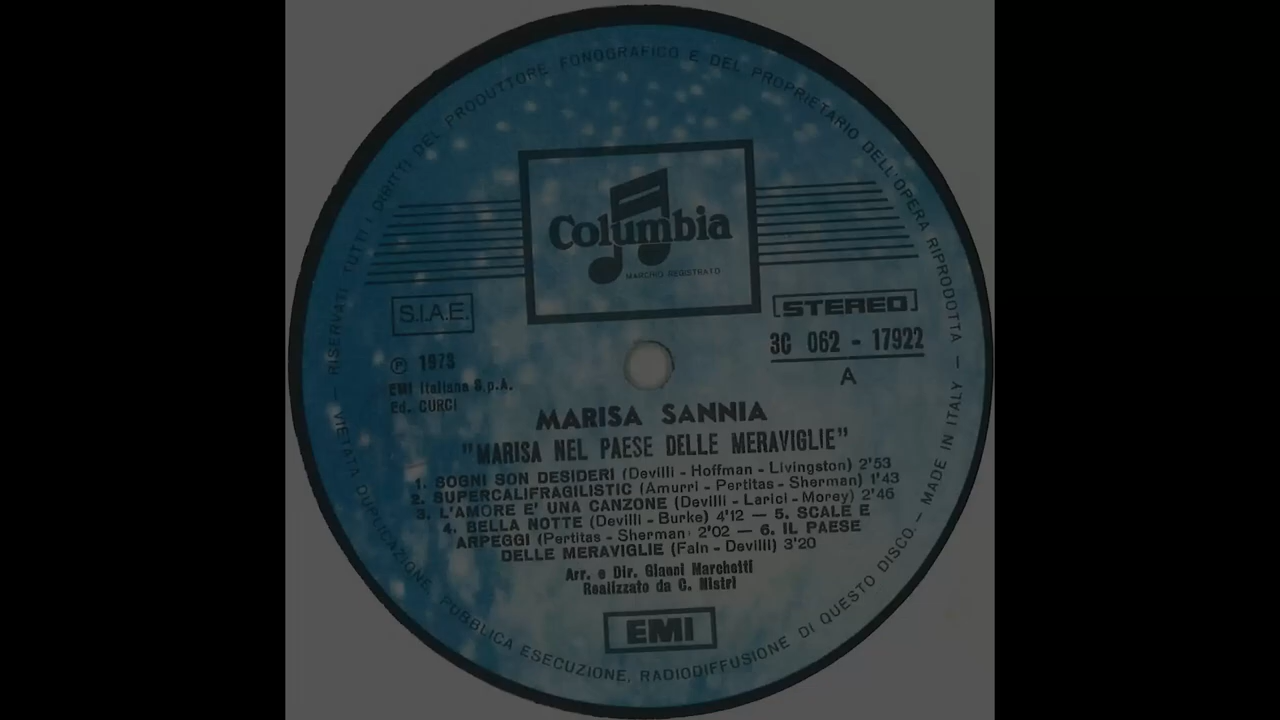 — RISERVATI TUTTI I DIRITTI DEL PRODUTTORE FONOGRAFICO E DEL PROPRIETARIO DELL'OPERA RIPRODOTTA — MADE IN ITALY
— VIETATA DUPLICAZIONE PUBBLICA ESECUZIONE, RADIODIFFUSIONE DI QUESTO DISCO. —
Columbia
MARCHIO REGISTRATO
S.I.A.E.
STEREO
℗ 1973
3C 062 - 17922
EMI Italiana S.p.A.
A
Ed. CURCI
MARISA SANNIA
"MARISA NEL PAESE DELLE MERAVIGLIE"
1. SOGNI SON DESIDERI (Devilli - Hoffman - Livingston) 2'53
2. SUPERCALIFRAGILISTIC (Amurri - Pertitas - Sherman) 1'43
3. L'AMORE E' UNA CANZONE (Devilli - Larici - Morey) 2'46
4. BELLA NOTTE (Devilli - Burke) 4'12 — 5. SCALE E
ARPEGGI (Pertitas - Sherman) 2'02 — 6. IL PAESE
DELLE MERAVIGLIE (Fain - Devilli) 3'20
Arr. e Dir. Gianni Marchetti
Realizzato da C. Mistri
EMI